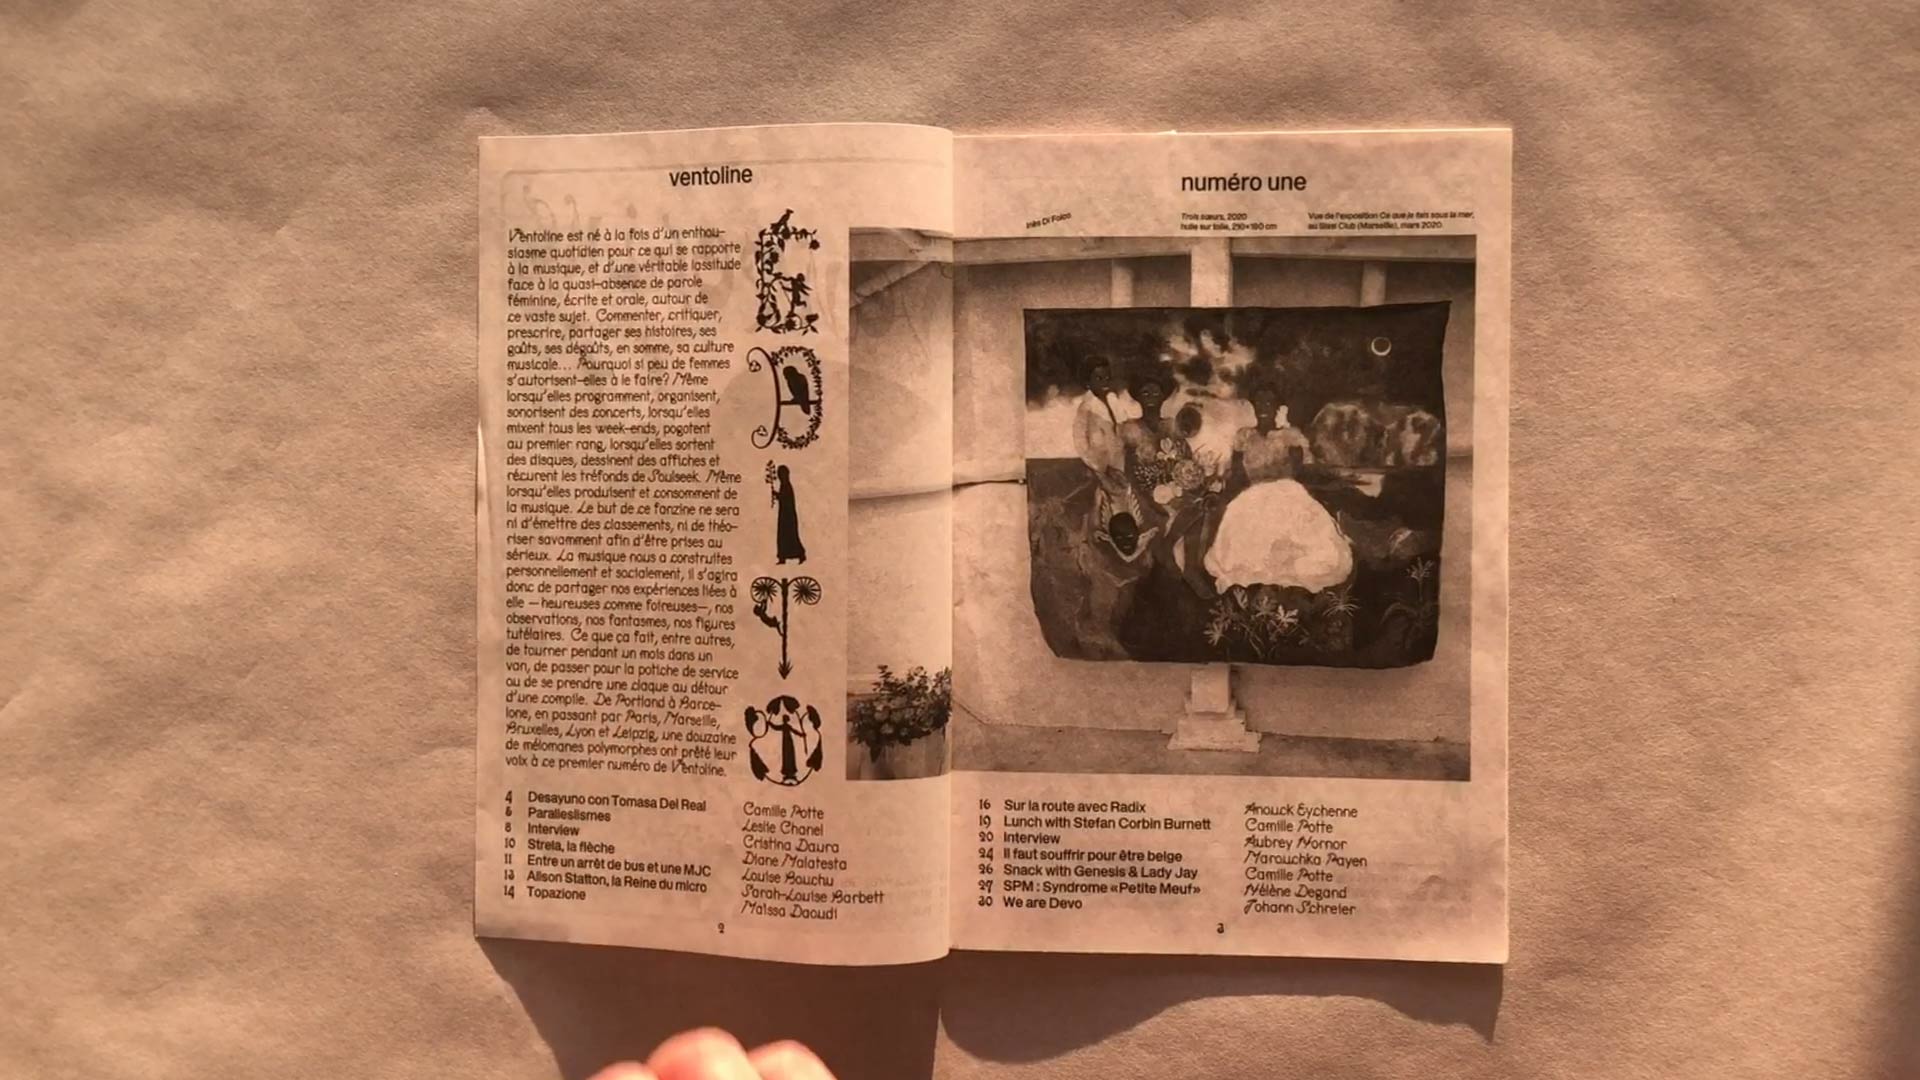 ventoline
Ventoline est né à la fois d'un enthou-
siasme quotidien pour ce qui se rapporte
à la musique, et d'une véritable lassitude
face à la quasi-absence de parole
féminine, écrite et orale, autour de
ce vaste sujet. Commenter, critiquer,
prescrire, partager ses histoires, ses
goûts, ses dégoûts, en somme, sa culture
musicale... Pourquoi si peu de femmes
s'autorisent-elles à le faire? Même
lorsqu'elles programment, organisent,
sonorisent des concerts, lorsqu'elles
mixent tous les week-ends, pogotent
au premier rang, lorsqu'elles sortent
des disques, dessinent des affiches et
récurent les tréfonds de Soulseek. Même
lorsqu'elles produisent et consomment de
la musique. Le but de ce fanzine ne sera
ni d'émettre des classements, ni de théo-
riser savamment afin d'être prises au
sérieux. La musique nous a construites
personnellement et socialement, il s'agira
donc de partager nos expériences liées à
elle —heureuses comme foireuses—, nos
observations, nos fantasmes, nos figures
tutélaires. Ce que ça fait, entre autres,
de tourner pendant un mois dans un
van, de passer pour la potiche de service
ou de se prendre une claque au détour
d'une compile. De Portland à Barce-
lone, en passant par Paris, Marseille,
Bruxelles, Lyon et Leipzig, une douzaine
de mélomanes polymorphes ont prêté leur
voix à ce premier numéro de Ventoline.
4 Desayuno con Tomasa Del Real Camille Potte
6 Paralleslismes Leslie Chanel
8 Interview Cristina Daura
10 Strela, la flèche Diane Malatesta
11 Entre un arrêt de bus et une MJC Louise Bouchu
13 Alison Statton, la Reine du micro Sarah-Louise Barbett
14 Topazione Maïssa Daoudi
2
numéro une
Inès Di Folco
Trois sœurs, 2020
huile sur toile, 210×180 cm
Vue de l'exposition Ce que je fais sous la mer,
au Sissi Club (Marseille), mars 2020
16 Sur la route avec Radix Anouck Eychenne
19 Lunch with Stefan Corbin Burnett Camille Potte
20 Interview Aubrey Hornor
24 Il faut souffrir pour être belge Marouchka Payen
26 Snack with Genesis & Lady Jay Camille Potte
27 SPM : Syndrome «Petite Meuf» Hélène Degand
30 We are Devo Johann Schreier
3